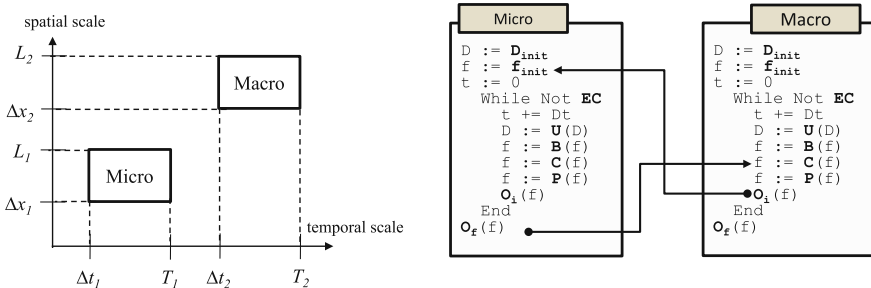 spatial scale
L2
Macro
Δx2
L1
Micro
Δx1
temporal scale
Δt1 T1 Δt2 T2
Micro
D := Dinit
f := finit
t := 0
While Not EC
t += Dt
D := U(D)
f := B(f)
f := C(f)
f := P(f)
Oi(f)
End
Of(f)
Macro
D := Dinit
f := finit
t := 0
While Not EC
t += Dt
D := U(D)
f := B(f)
f := C(f)
f := P(f)
Oi(f)
End
Of(f)